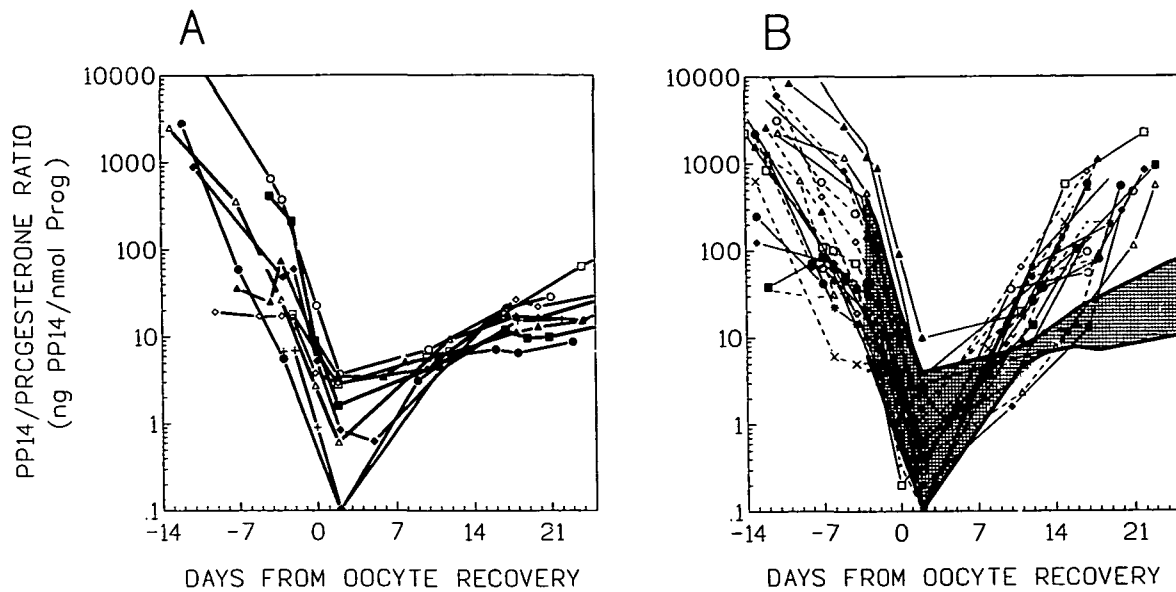 A
B
10000
1000
100
10
1
.1
-14 -7 0 7 14 21
DAYS FROM OOCYTE RECOVERY
PP14/PRCGESTERONE RATIO
(ng PP14/nmol Prog)
10000
1000
100
10
1
.1
-14 -7 0 7 14 21
DAYS FROM OOCYTE RECOVERY